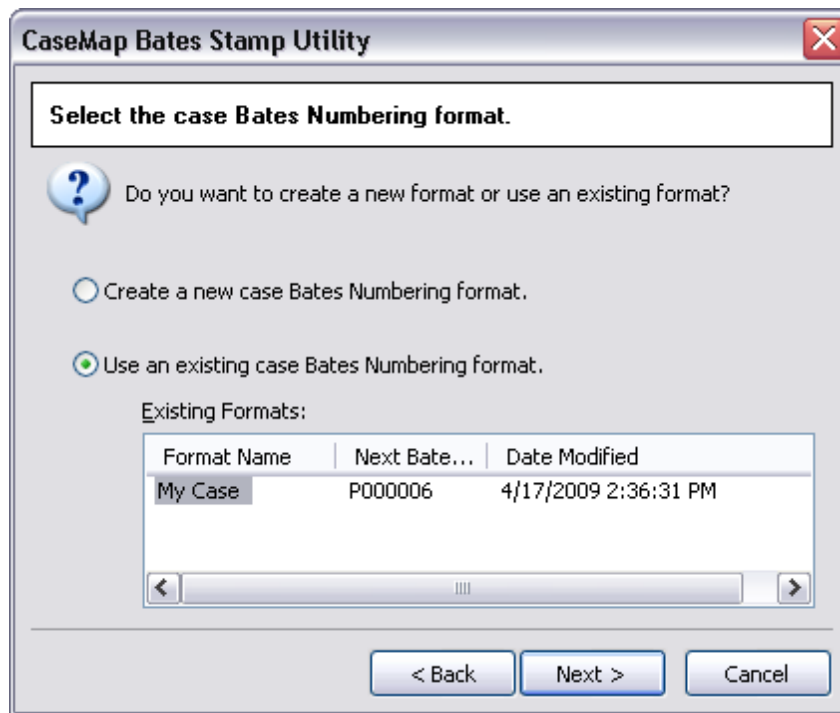 CaseMap Bates Stamp Utility
Select the case Bates Numbering format.
Do you want to create a new format or use an existing format?
Create a new case Bates Numbering format.
Use an existing case Bates Numbering format.
Existing Formats:
Format Name Next Bate... Date Modified
My Case P000006 4/17/2009 2:36:31 PM
< Back Next > Cancel